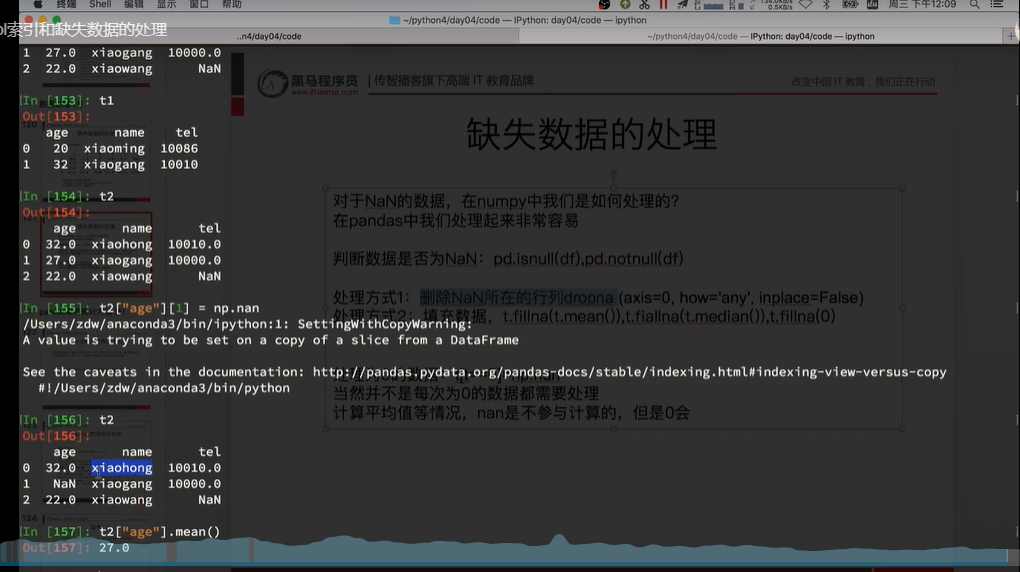 终端 Shell 编辑 显示 窗口 帮助
周三下午12:09
~/python4/day04/code — IPython: day04/code — ipython
ol索引和缺失数据的处理
..n4/day04/code
~/python4/day04/code — IPython: day04/code — ipython
1 27.0 xiaogang 10000.0
2 22.0 xiaowang NaN
In [153]: t1
Out[153]:
age name tel
0 20 xiaoming 10086
1 32 xiaogang 10010
In [154]: t2
Out[154]:
age name tel
0 32.0 xiaohong 10010.0
1 27.0 xiaogang 10000.0
2 22.0 xiaowang NaN
In [155]: t2["age"][1] = np.nan
/Users/zdw/anaconda3/bin/ipython:1: SettingWithCopyWarning:
A value is trying to be set on a copy of a slice from a DataFrame
See the caveats in the documentation: http://pandas.pydata.org/pandas-docs/stable/indexing.html#indexing-view-versus-copy
#!/Users/zdw/anaconda3/bin/python
In [156]: t2
Out[156]:
age name tel
0 32.0 xiaohong 10010.0
1 NaN xiaogang 10000.0
2 22.0 xiaowang NaN
124
In [157]: t2["age"].mean()
Out[157]: 27.0
黑马程序员
www.itheima.com
传智播客旗下高端 IT 教育品牌
改变中国 IT 教育，我们正在行动
缺失数据的处理
对于NaN的数据，在numpy中我们是如何处理的？
在pandas中我们处理起来非常容易
判断数据是否为NaN：pd.isnull(df),pd.notnull(df)
处理方式1：删除NaN所在的行列dropna (axis=0, how='any', inplace=False)
处理方式2：填充数据，t.fillna(t.mean()),t.fiallna(t.median()),t.fillna(0)
当然并不是每次为0的数据都需要处理
计算平均值等情况，nan是不参与计算的，但是0会